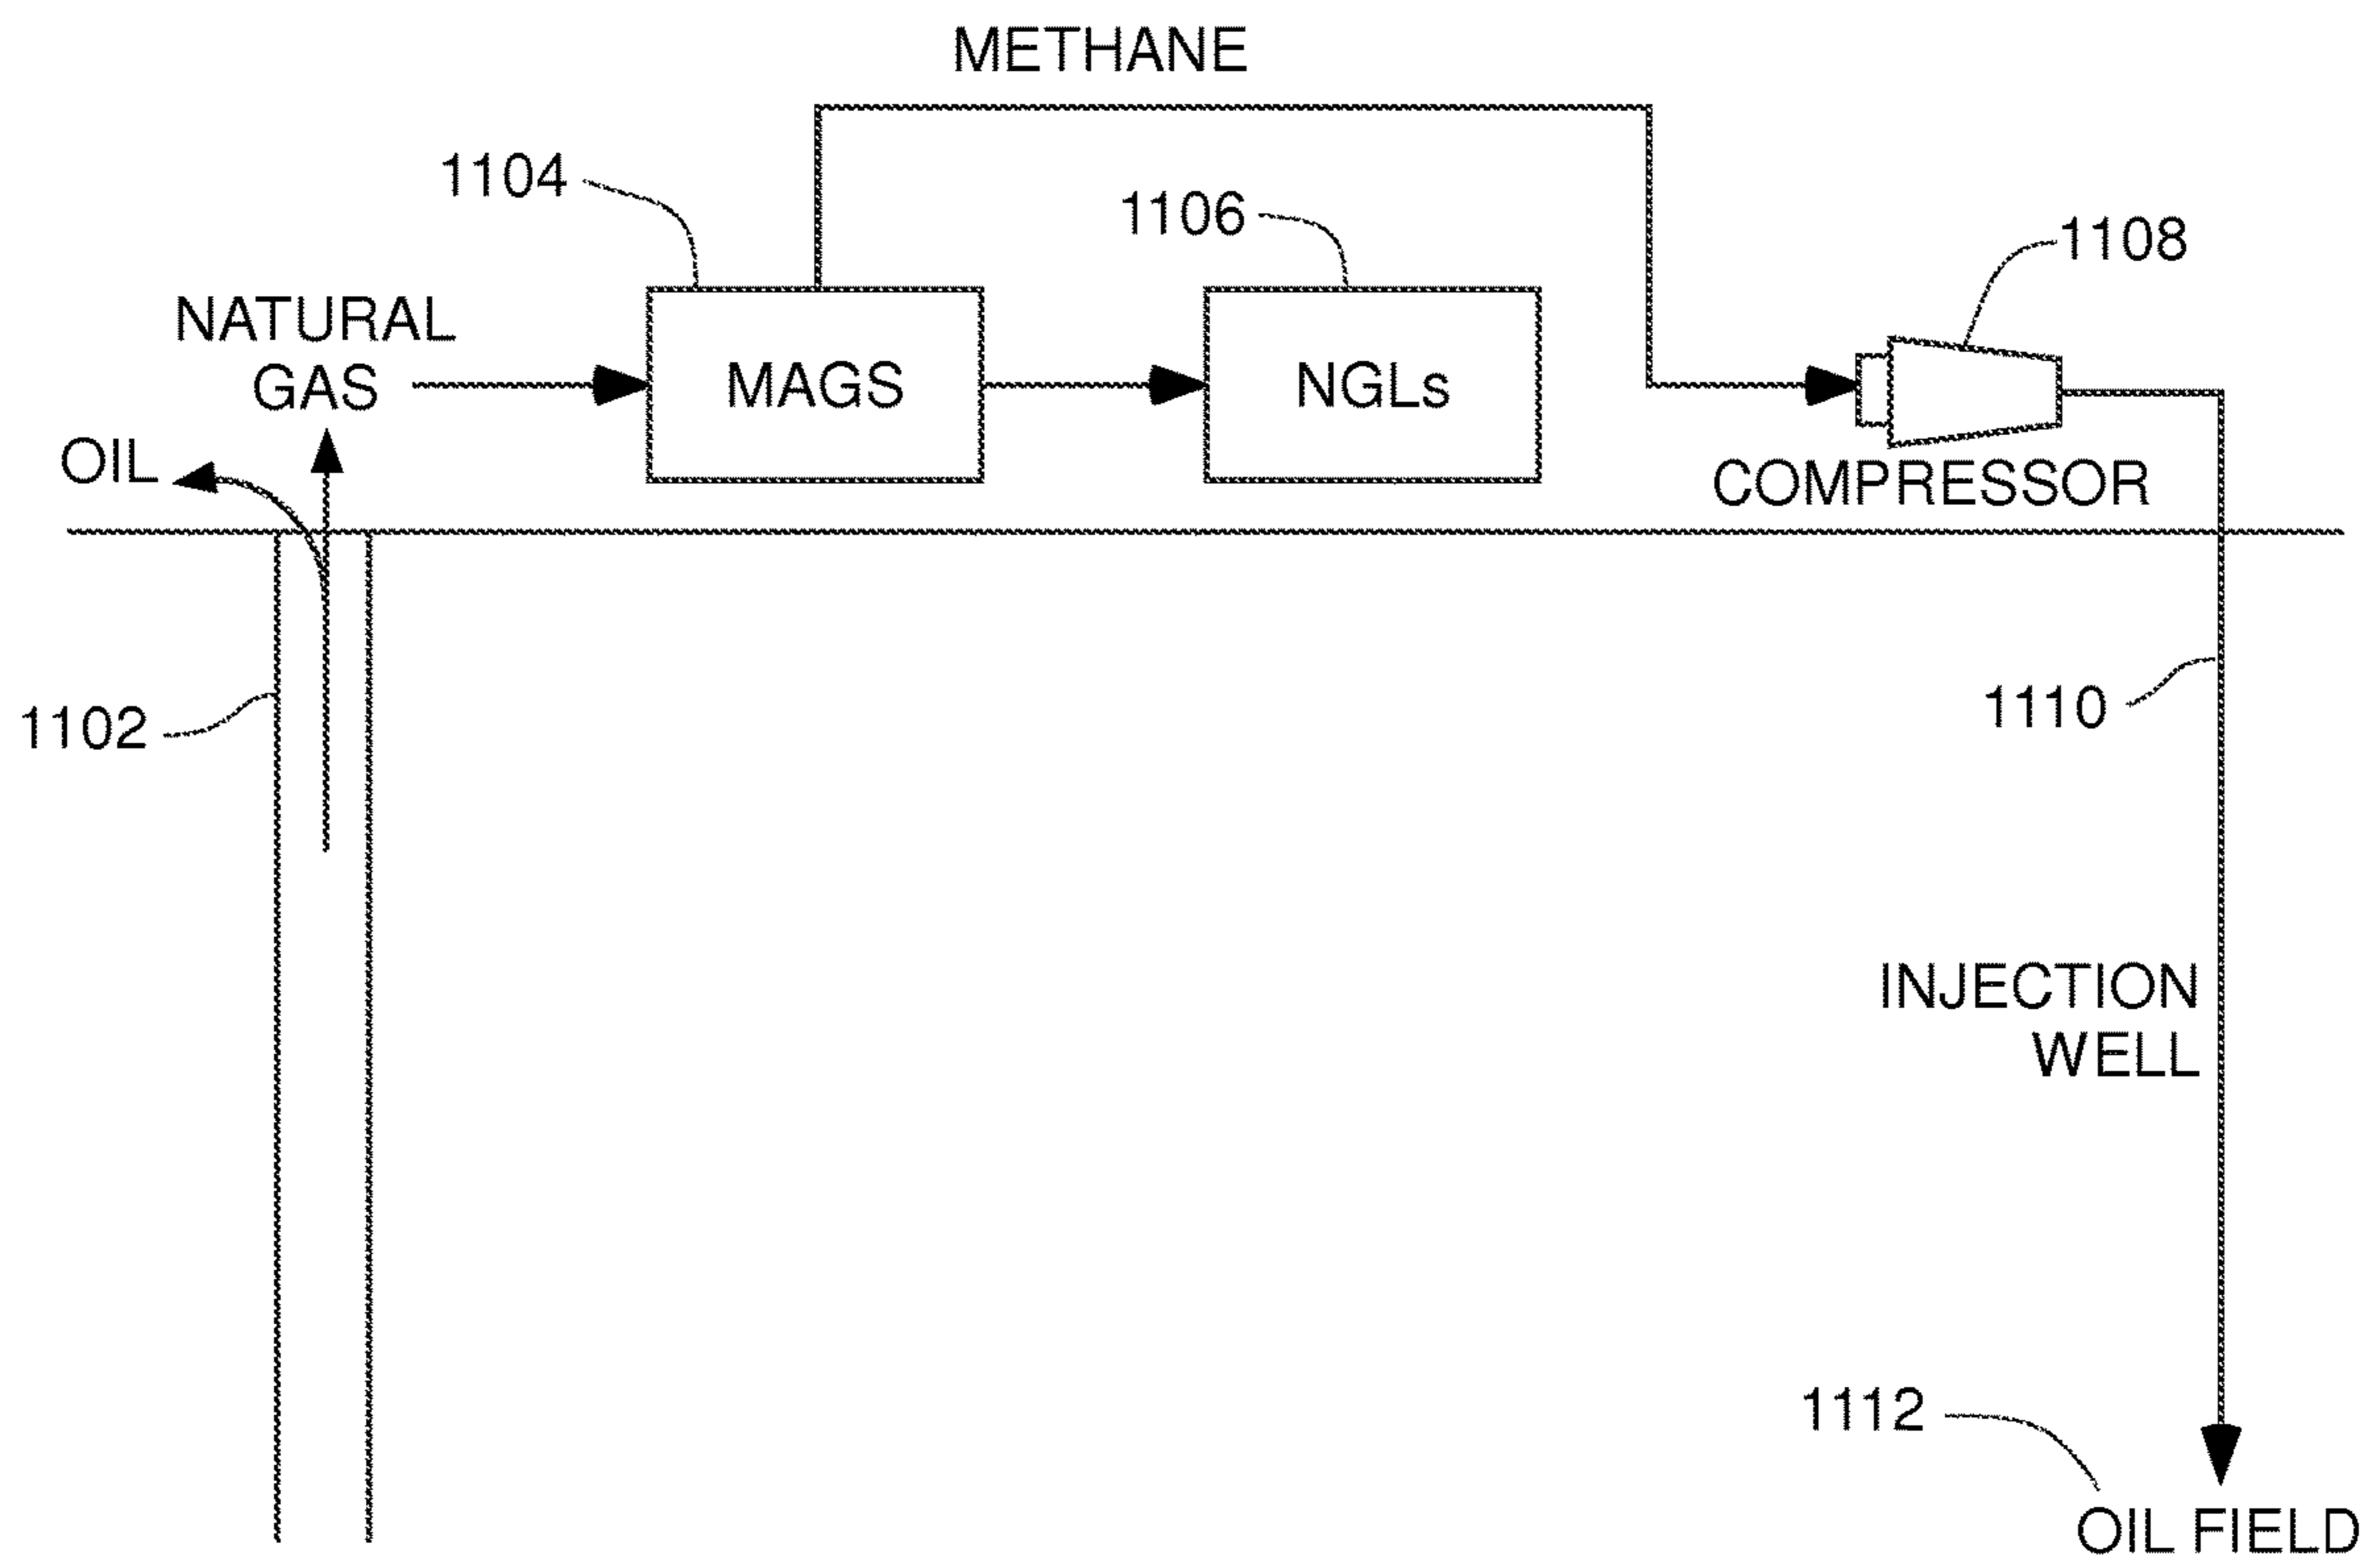 METHANE
1104
1106
1108
NATURAL
GAS
MAGS
NGLs
OIL
COMPRESSOR
1102
1110
INJECTION
WELL
1112
OIL FIELD